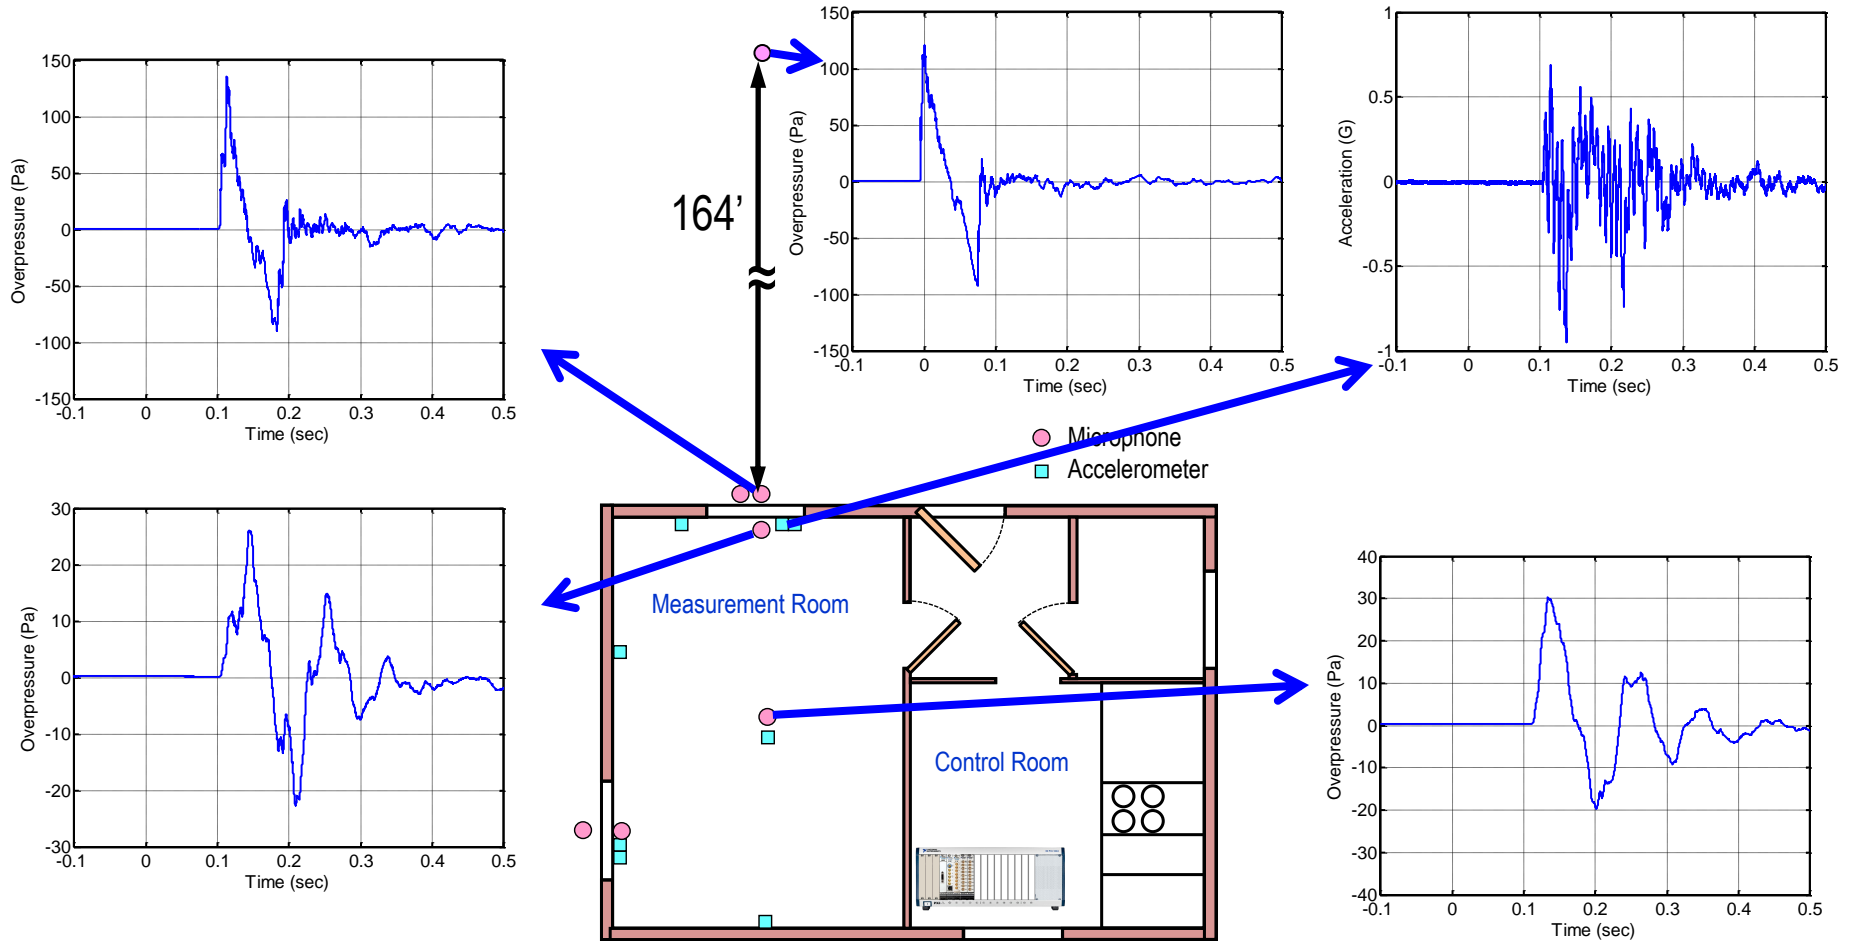 150
100
50
0
-50
-100
-150
-0.1 0 0.1 0.2 0.3 0.4 0.5
Time (sec)
Overpressure (Pa)
164’
150
100
50
0
-50
-100
-150
-0.1 0 0.1 0.2 0.3 0.4 0.5
Time (sec)
Overpressure (Pa)
1
0.5
0
-0.5
-1
-0.1 0 0.1 0.2 0.3 0.4 0.5
Time (sec)
Acceleration (G)
Microphone
Accelerometer
30
20
10
0
-10
-20
-30
-0.1 0 0.1 0.2 0.3 0.4 0.5
Time (sec)
Overpressure (Pa)
Measurement Room
Control Room
40
30
20
10
0
-10
-20
-30
-40
-0.1 0 0.1 0.2 0.3 0.4 0.5
Time (sec)
Overpressure (Pa)